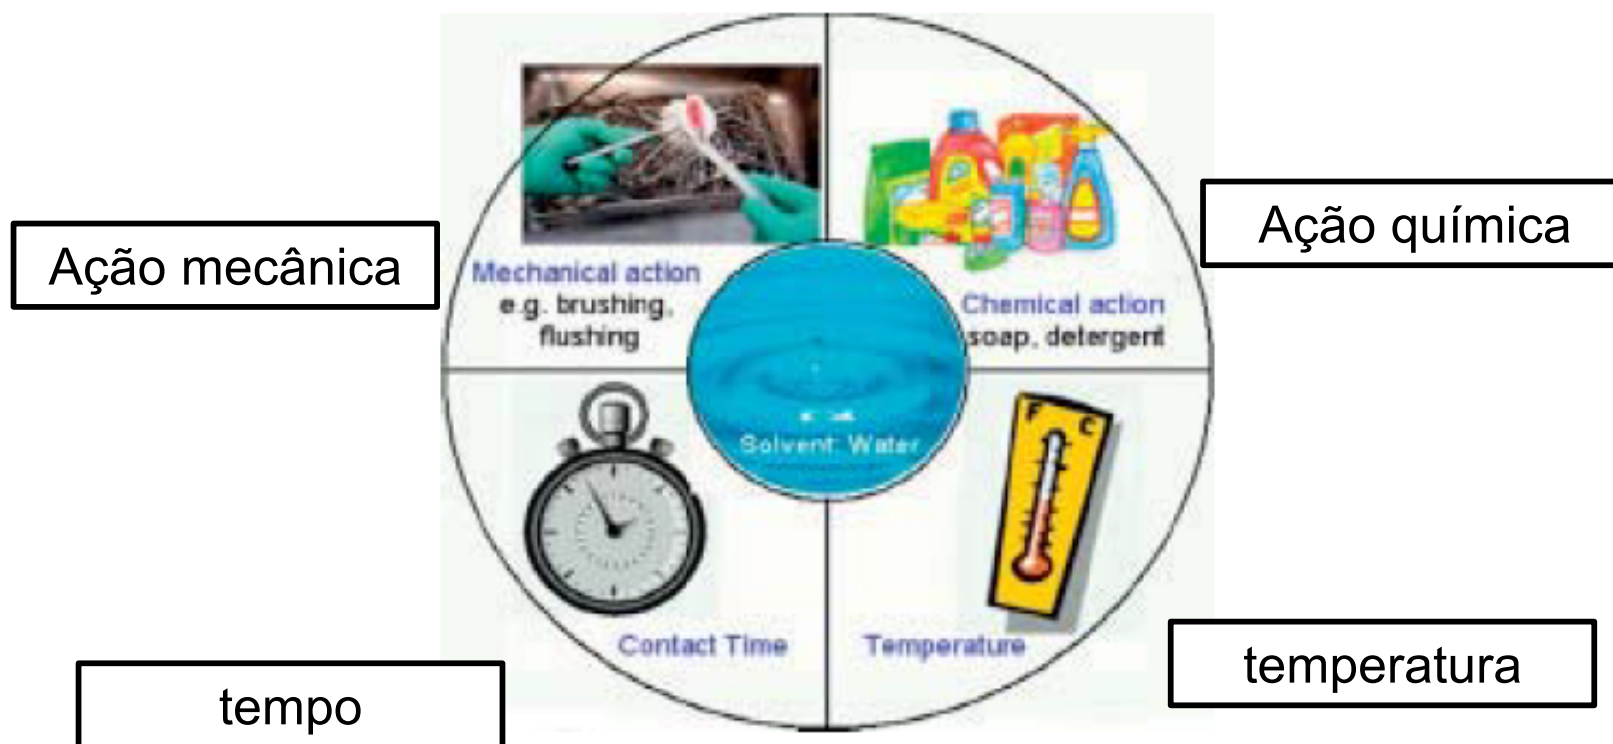 Ação mecânica
Mechanical action
e.g. brushing,
flushing
Ação química
Chemical action
soap, detergent
Solvent: Water
F C
Contact Time
Temperature
tempo
temperatura